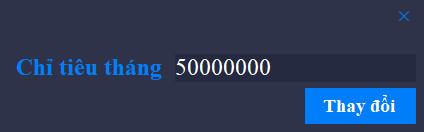 ×
Chỉ tiêu tháng 50000000
Thay đổi